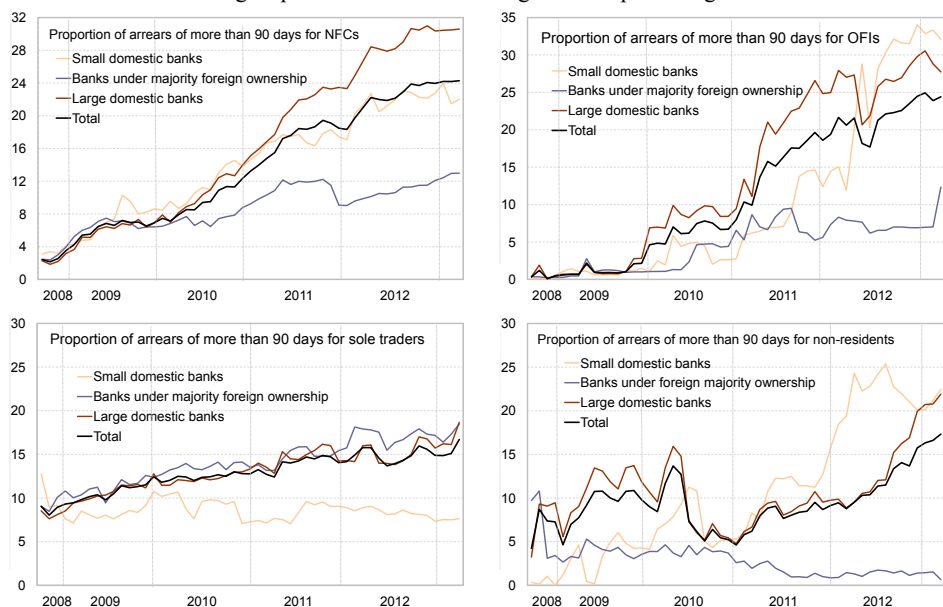 Proportion of arrears of more than 90 days for NFCs
Small domestic banks
Banks under majority foreign ownership
Large domestic banks
Total
32
28
24
20
16
12
8
4
0
2008 2009 2010 2011 2012
Proportion of arrears of more than 90 days for OFIs
Small domestic banks
Banks under majority foreign ownership
Large domestic banks
Total
35
30
25
20
15
10
5
0
2008 2009 2010 2011 2012
Proportion of arrears of more than 90 days for sole traders
Small domestic banks
Banks under majority foreign ownership
Large domestic banks
Total
30
25
20
15
10
5
0
2008 2009 2010 2011 2012
Proportion of arrears of more than 90 days for non-residents
Small domestic banks
Banks under foreign majority ownership
Large domestic banks
Total
30
25
20
15
10
5
0
2008 2009 2010 2011 2012